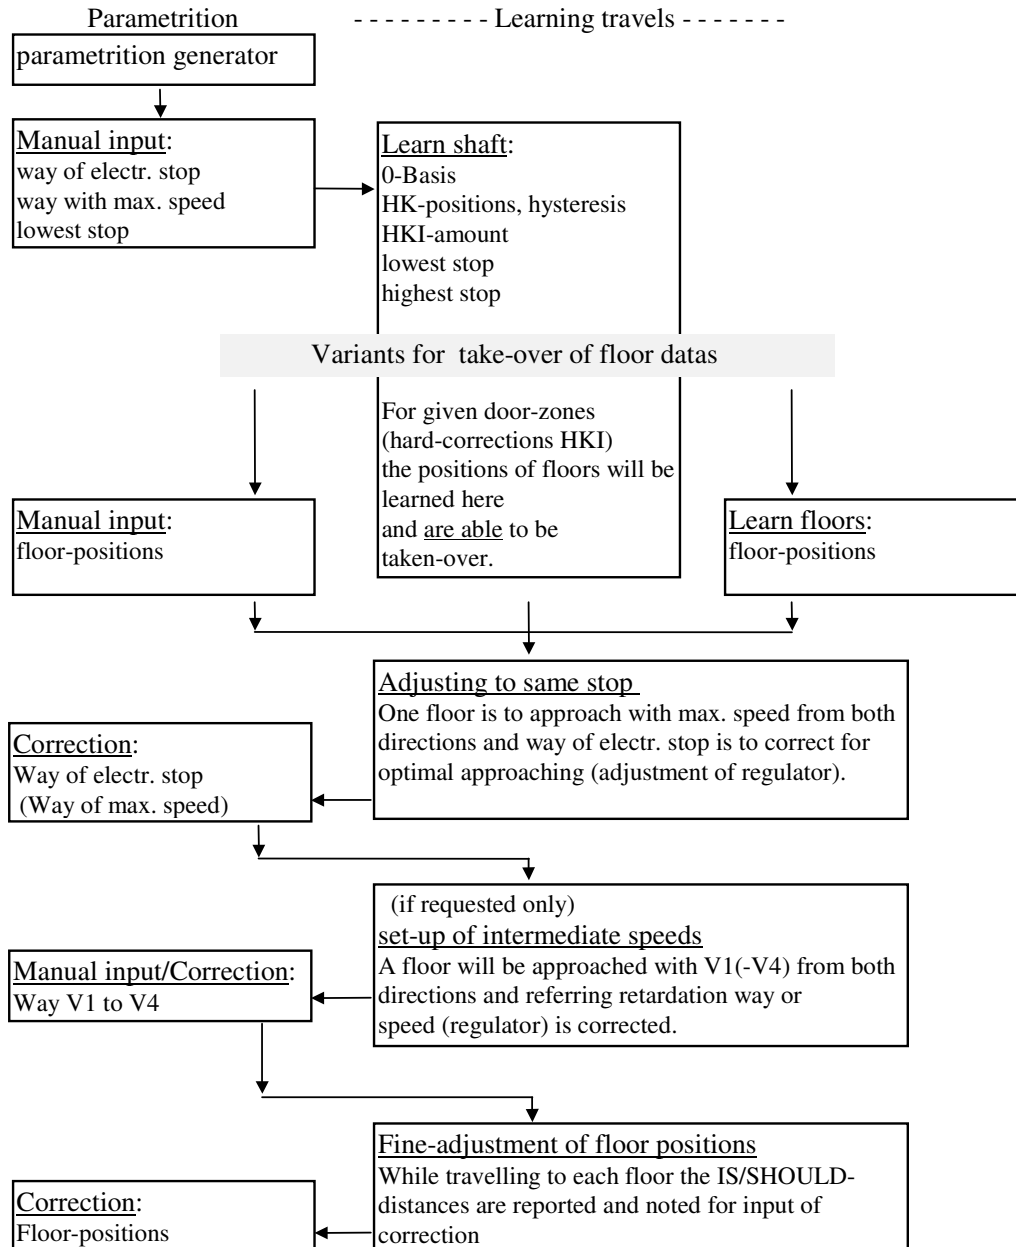 Parametrition - - - - - - - - - Learning travels - - - - - - -
parametrition generator
Manual input:
way of electr. stop
way with max. speed
lowest stop
Learn shaft:
0-Basis
HK-positions, hysteresis
HKI-amount
lowest stop
highest stop
Variants for take-over of floor datas
For given door-zones
(hard-corrections HKI)
the positions of floors will be
learned here
and are able to be
taken-over.
Manual input:
floor-positions
Learn floors:
floor-positions
Adjusting to same stop
One floor is to approach with max. speed from both
directions and way of electr. stop is to correct for
optimal approaching (adjustment of regulator).
Correction:
Way of electr. stop
(Way of max. speed)
(if requested only)
set-up of intermediate speeds
A floor will be approached with V1(-V4) from both
directions and referring retardation way or
speed (regulator) is corrected.
Manual input/Correction:
Way V1 to V4
Fine-adjustment of floor positions
While travelling to each floor the IS/SHOULD-
distances are reported and noted for input of
correction
Correction:
Floor-positions